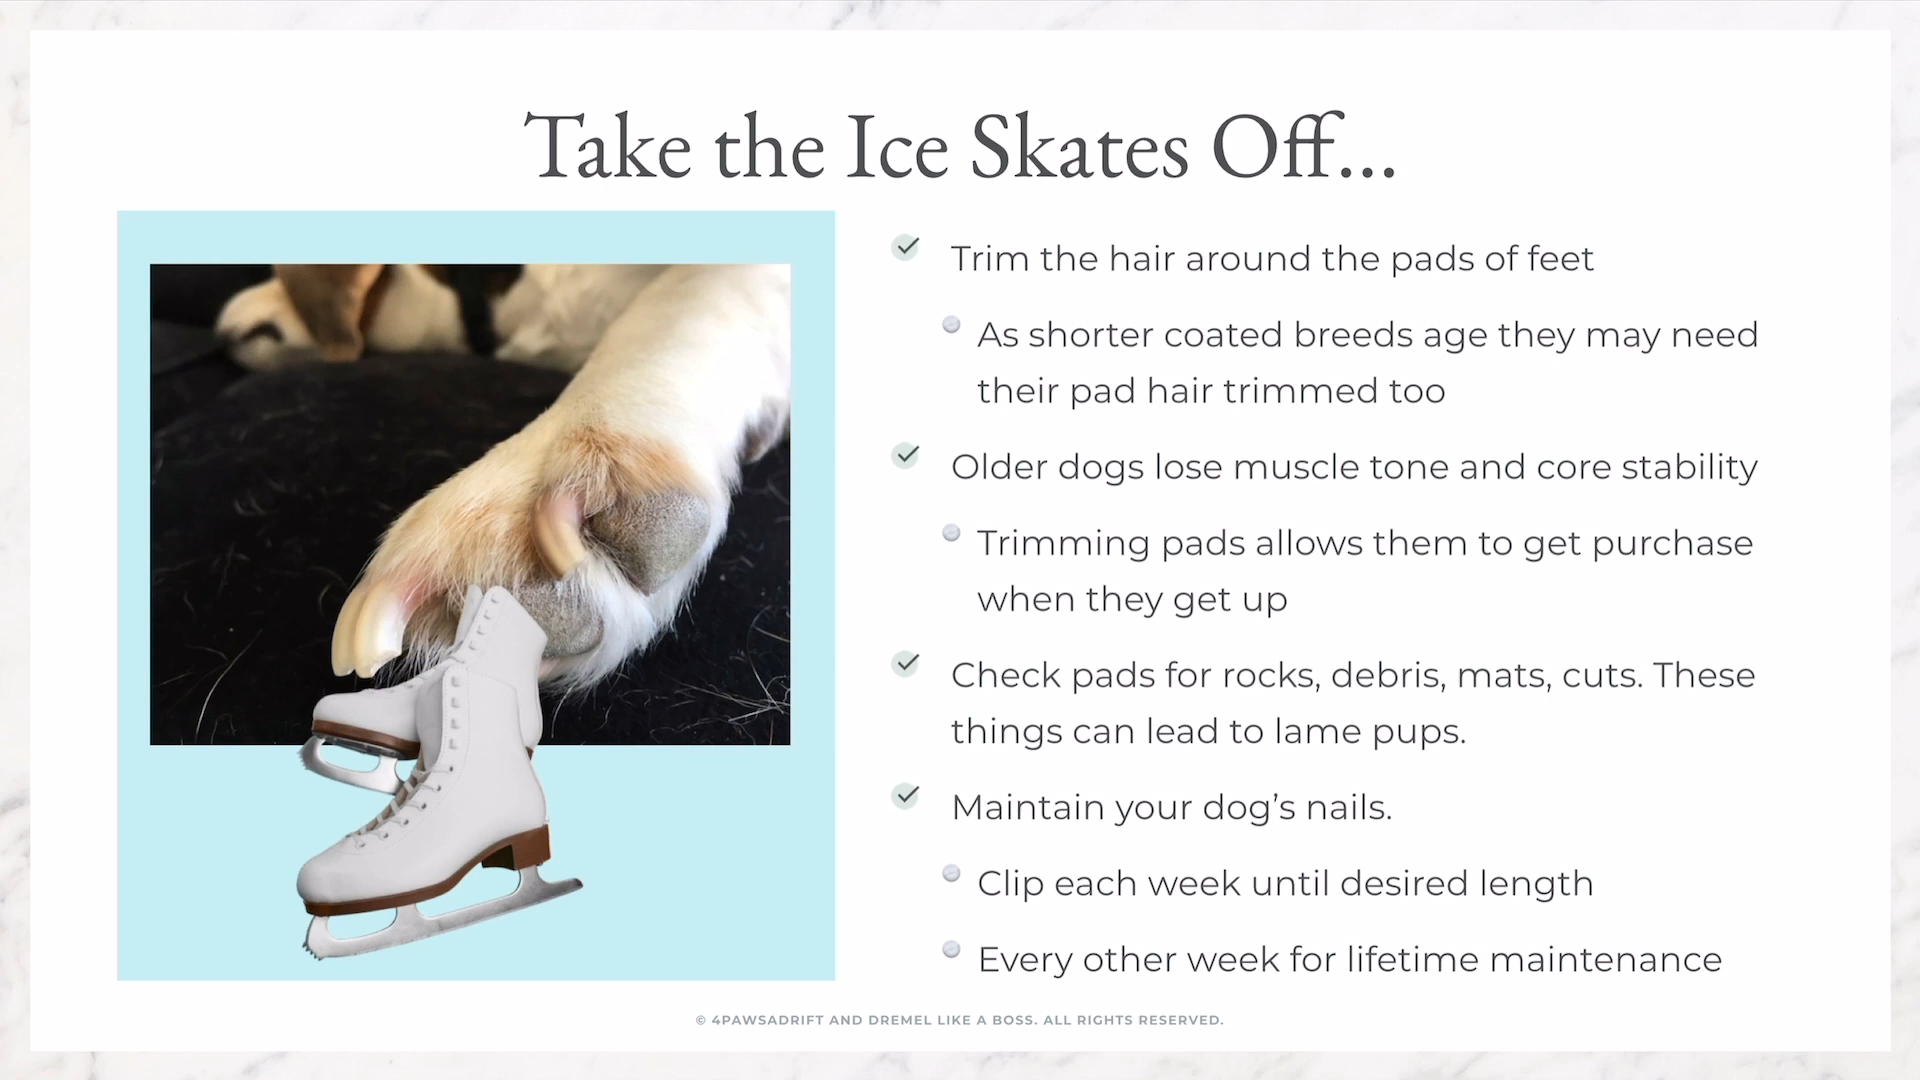 Take the Ice Skates Off...
Trim the hair around the pads of feet
As shorter coated breeds age they may need
their pad hair trimmed too
Older dogs lose muscle tone and core stability
Trimming pads allows them to get purchase
when they get up
Check pads for rocks, debris, mats, cuts. These
things can lead to lame pups.
Maintain your dog’s nails.
Clip each week until desired length
Every other week for lifetime maintenance
© 4PAWSADRIFT AND DREMEL LIKE A BOSS. ALL RIGHTS RESERVED.